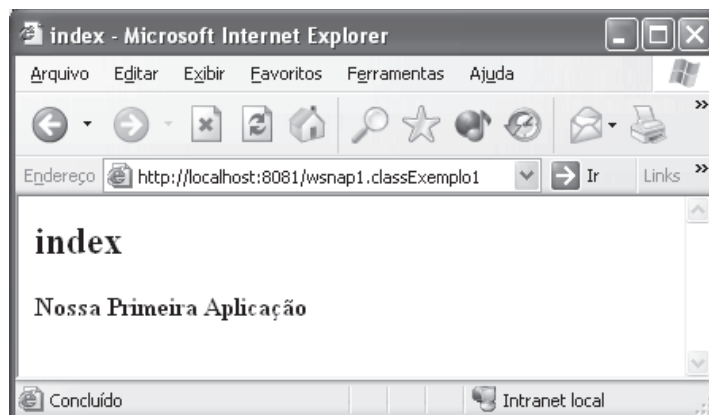 index - Microsoft Internet Explorer
Arquivo Editar Exibir Favoritos Ferramentas Ajuda
Endereço http://localhost:8081/wsnap1.classExemplo1 Ir Links »
index
Nossa Primeira Aplicação
Concluído Intranet local